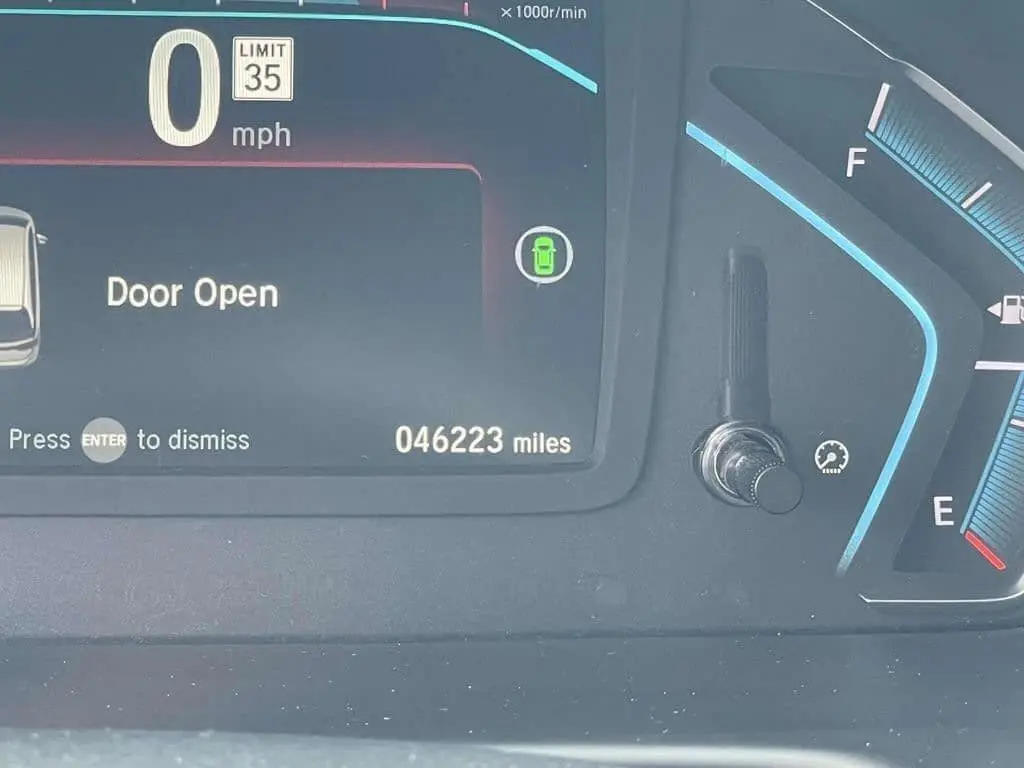 ×1000r/min
0
LIMIT
35
mph
F
Door Open
Press ENTER to dismiss
046223 miles
E